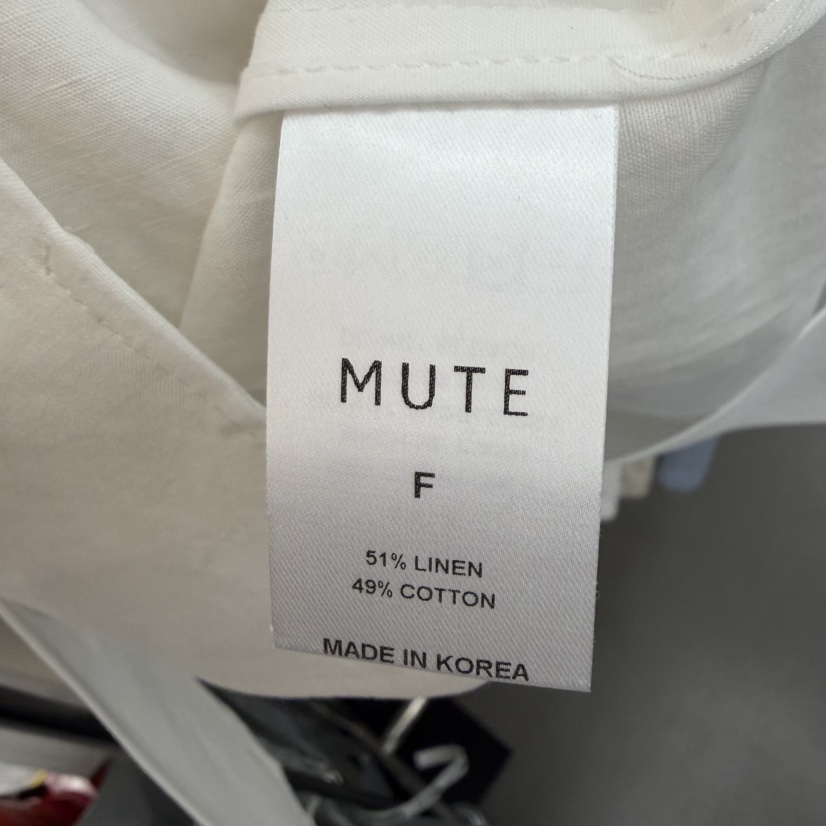 MUTE
F
51% LINEN
49% COTTON
MADE IN KOREA